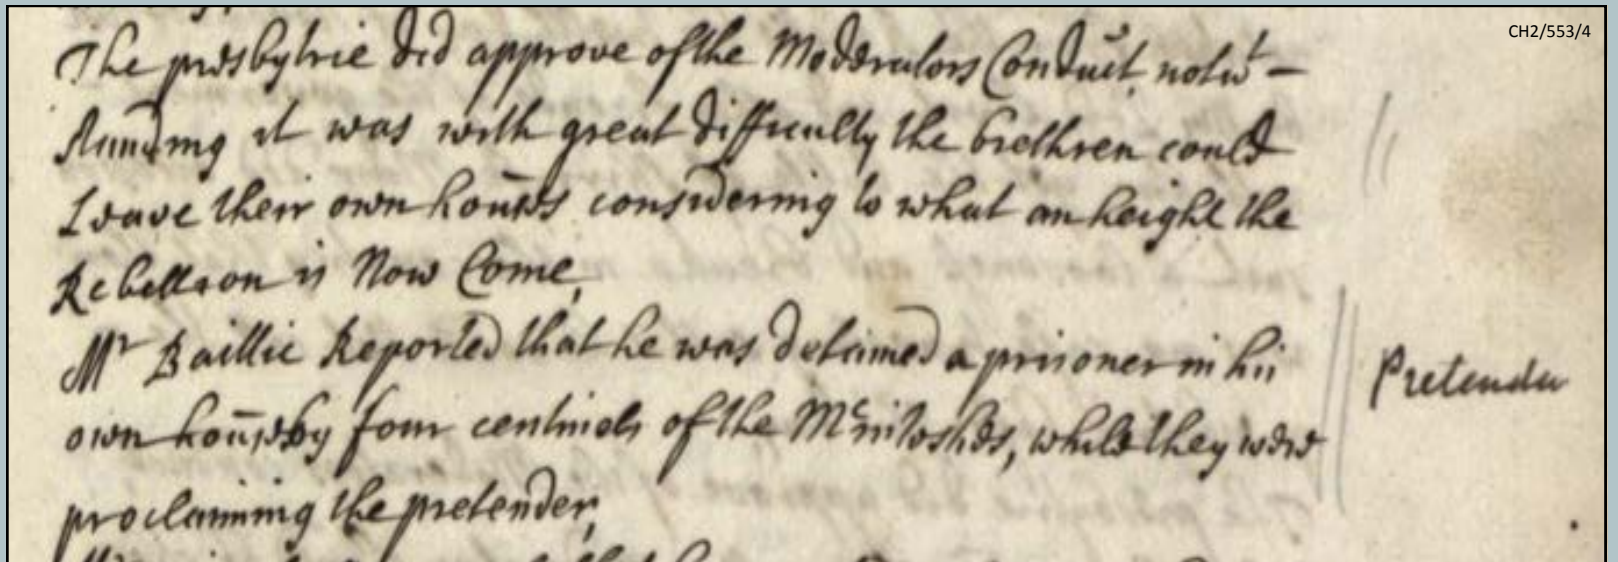 CH2/553/4
The presbytrie did approve of the Moderators Conduct, notwt-
standing it was with great difficulty the brethren could
Leave their own houses considering to what an height the
Rebellion is Now Come,
Mr Baillie Reported that he was detained a prisoner in his
own house by four centinels of the McIntoshes, while they were
proclaiming the pretender,
Pretender